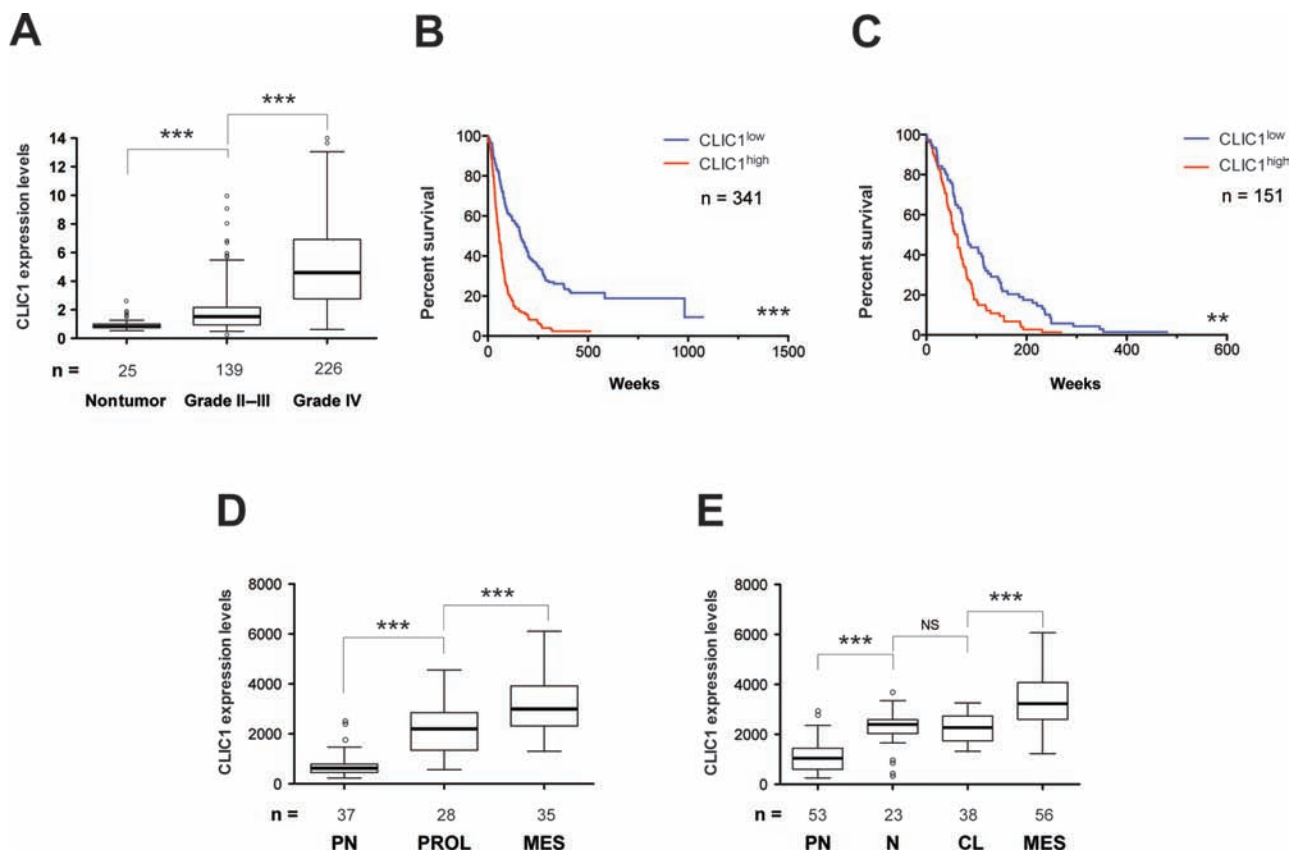 A
CLIC1 expression levels
14
12
10
8
6
4
2
0
***
***
n = 25 139 226
Nontumor Grade II–III Grade IV
B
Percent survival
100
80
60
40
20
0
0 500 1000 1500
Weeks
CLIC1low
CLIC1high
n = 341
***
C
Percent survival
100
80
60
40
20
0
0 200 400 600
Weeks
CLIC1low
CLIC1high
n = 151
**
D
CLIC1 expression levels
8000
6000
4000
2000
0
***
***
n = 37 28 35
PN PROL MES
E
CLIC1 expression levels
8000
6000
4000
2000
0
***
NS
***
n = 53 23 38 56
PN N CL MES